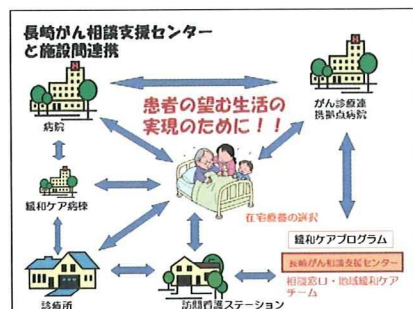 長崎がん相談支援センター
と施設間連携
患者の望む生活の
実現のために！！
病院
がん診療連
携拠点病院
緩和ケア病棟
在宅療養の選択
緩和ケアプログラム
長崎がん相談支援センター
相談窓口・地域緩和ケア
チーム
診療所
訪問看護ステーション